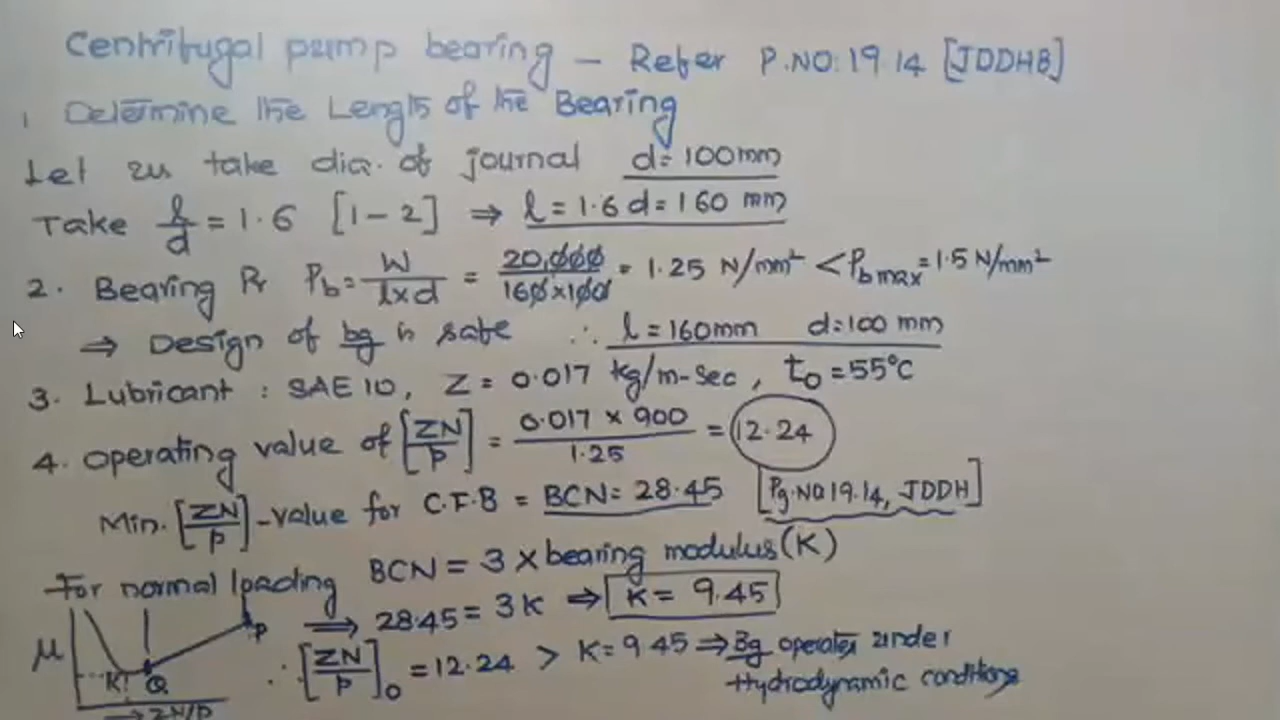 Centrifugal pump bearing - Refer P.NO: 19.14 [JDDHB]
1 Determine the Length of the Bearing
Let us take dia. of journal d = 100mm
Take l/d = 1.6 [1-2] ⇒ l = 1.6 d = 160 mm
2. Bearing Pr Pb = W/(l×d) = 20,000/(160×100) = 1.25 N/mm² < Pb max = 1.5 N/mm²
⇒ Design of bg is safe ∴ l = 160mm d = 100 mm
3. Lubricant : SAE 10, Z = 0.017 kg/m-sec, to = 55°C
4. Operating value of [ZN/P] = (0.017 × 900)/1.25 = 12.24
Min. [ZN/P]-value for C.F.B = BCN = 28.45 [Pg.NO 19.14, JDDH]
BCN = 3 × bearing modulus (K)
For normal loading
⇒ 28.45 = 3K ⇒ K = 9.45
∴ [ZN/P]o = 12.24 > K = 9.45 ⇒ Bg operates under
Hydrodynamic conditions
μ
P
K
Q
→ ZN/P